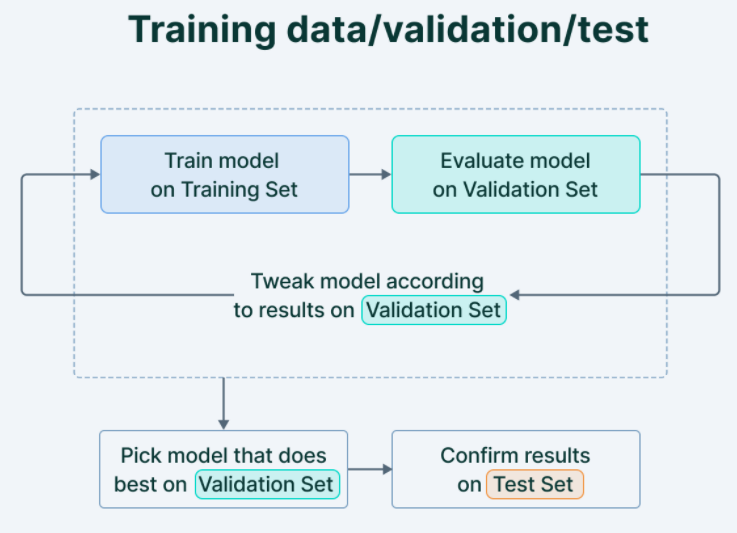 Training data/validation/test
Train model
on Training Set
Evaluate model
on Validation Set
Tweak model according
to results on Validation Set
Pick model that does
best on Validation Set
Confirm results
on Test Set